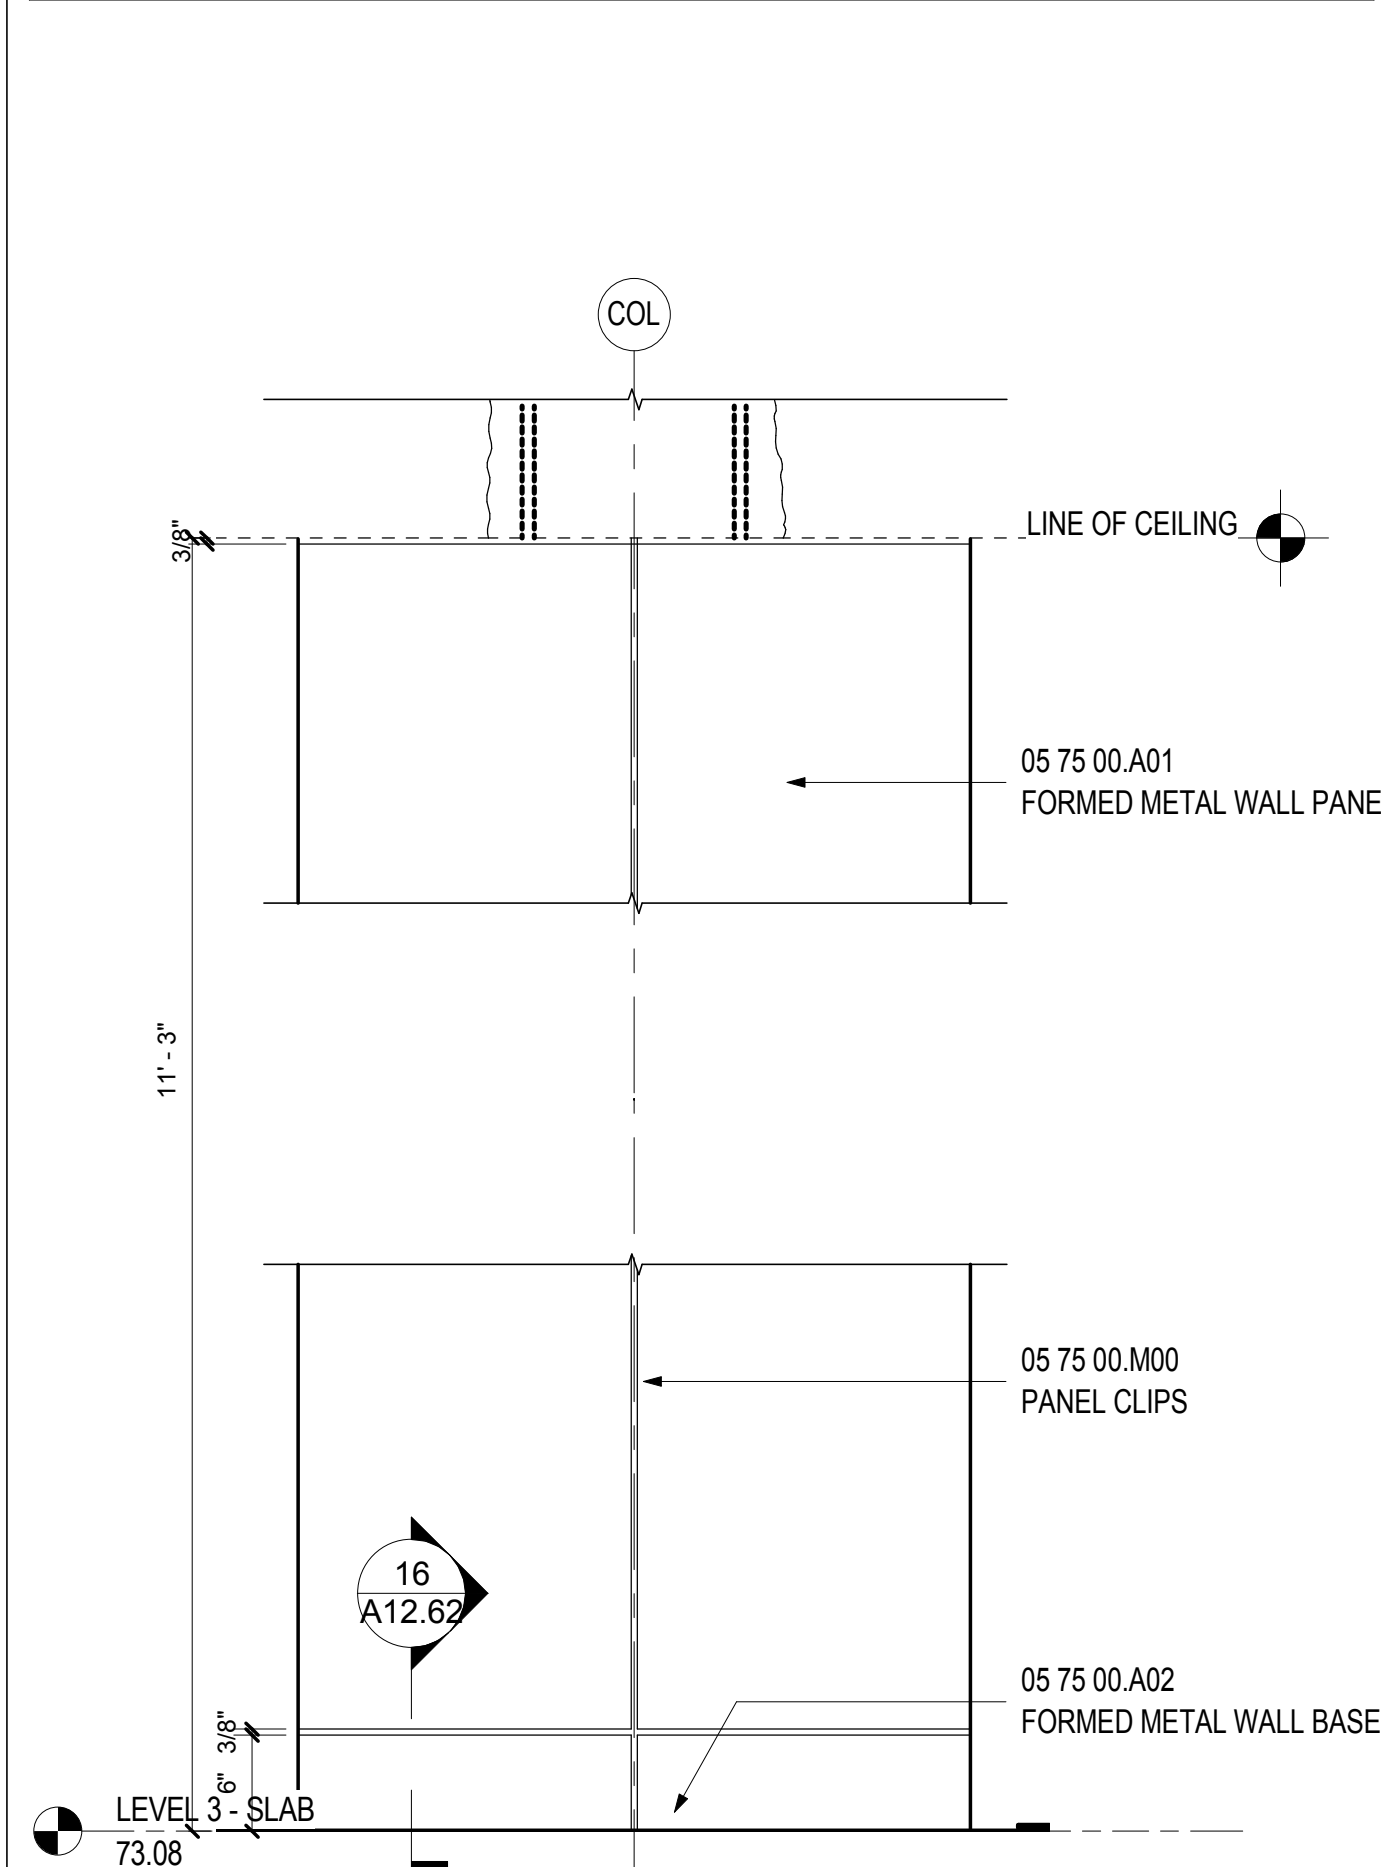 COL
3/8"
LINE OF CEILING
05 75 00.A01
FORMED METAL WALL PANE
11' - 3"
05 75 00.M00
PANEL CLIPS
16
A12.62
05 75 00.A02
FORMED METAL WALL BASE
3/8"
6"
LEVEL 3 - SLAB
73.08